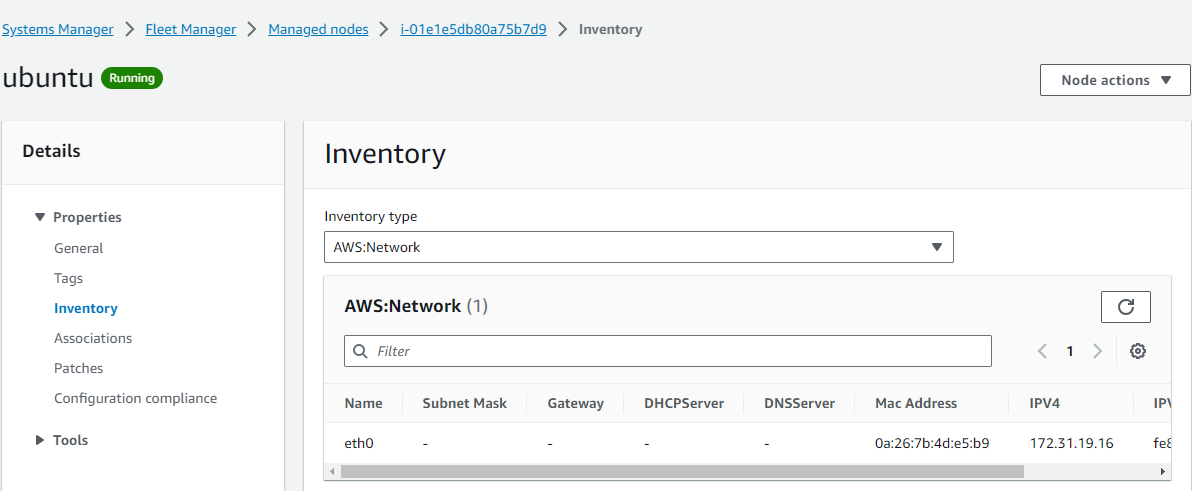 Systems Manager > Fleet Manager > Managed nodes > i-01e1e5db80a75b7d9 > Inventory
ubuntu Running
Node actions
Details
Properties
General
Tags
Inventory
Associations
Patches
Configuration compliance
Tools
Inventory
Inventory type
AWS:Network
AWS:Network (1)
Filter
1
Name Subnet Mask Gateway DHCPServer DNSServer Mac Address IPV4 IPV
eth0 - - - - 0a:26:7b:4d:e5:b9 172.31.19.16 fe8